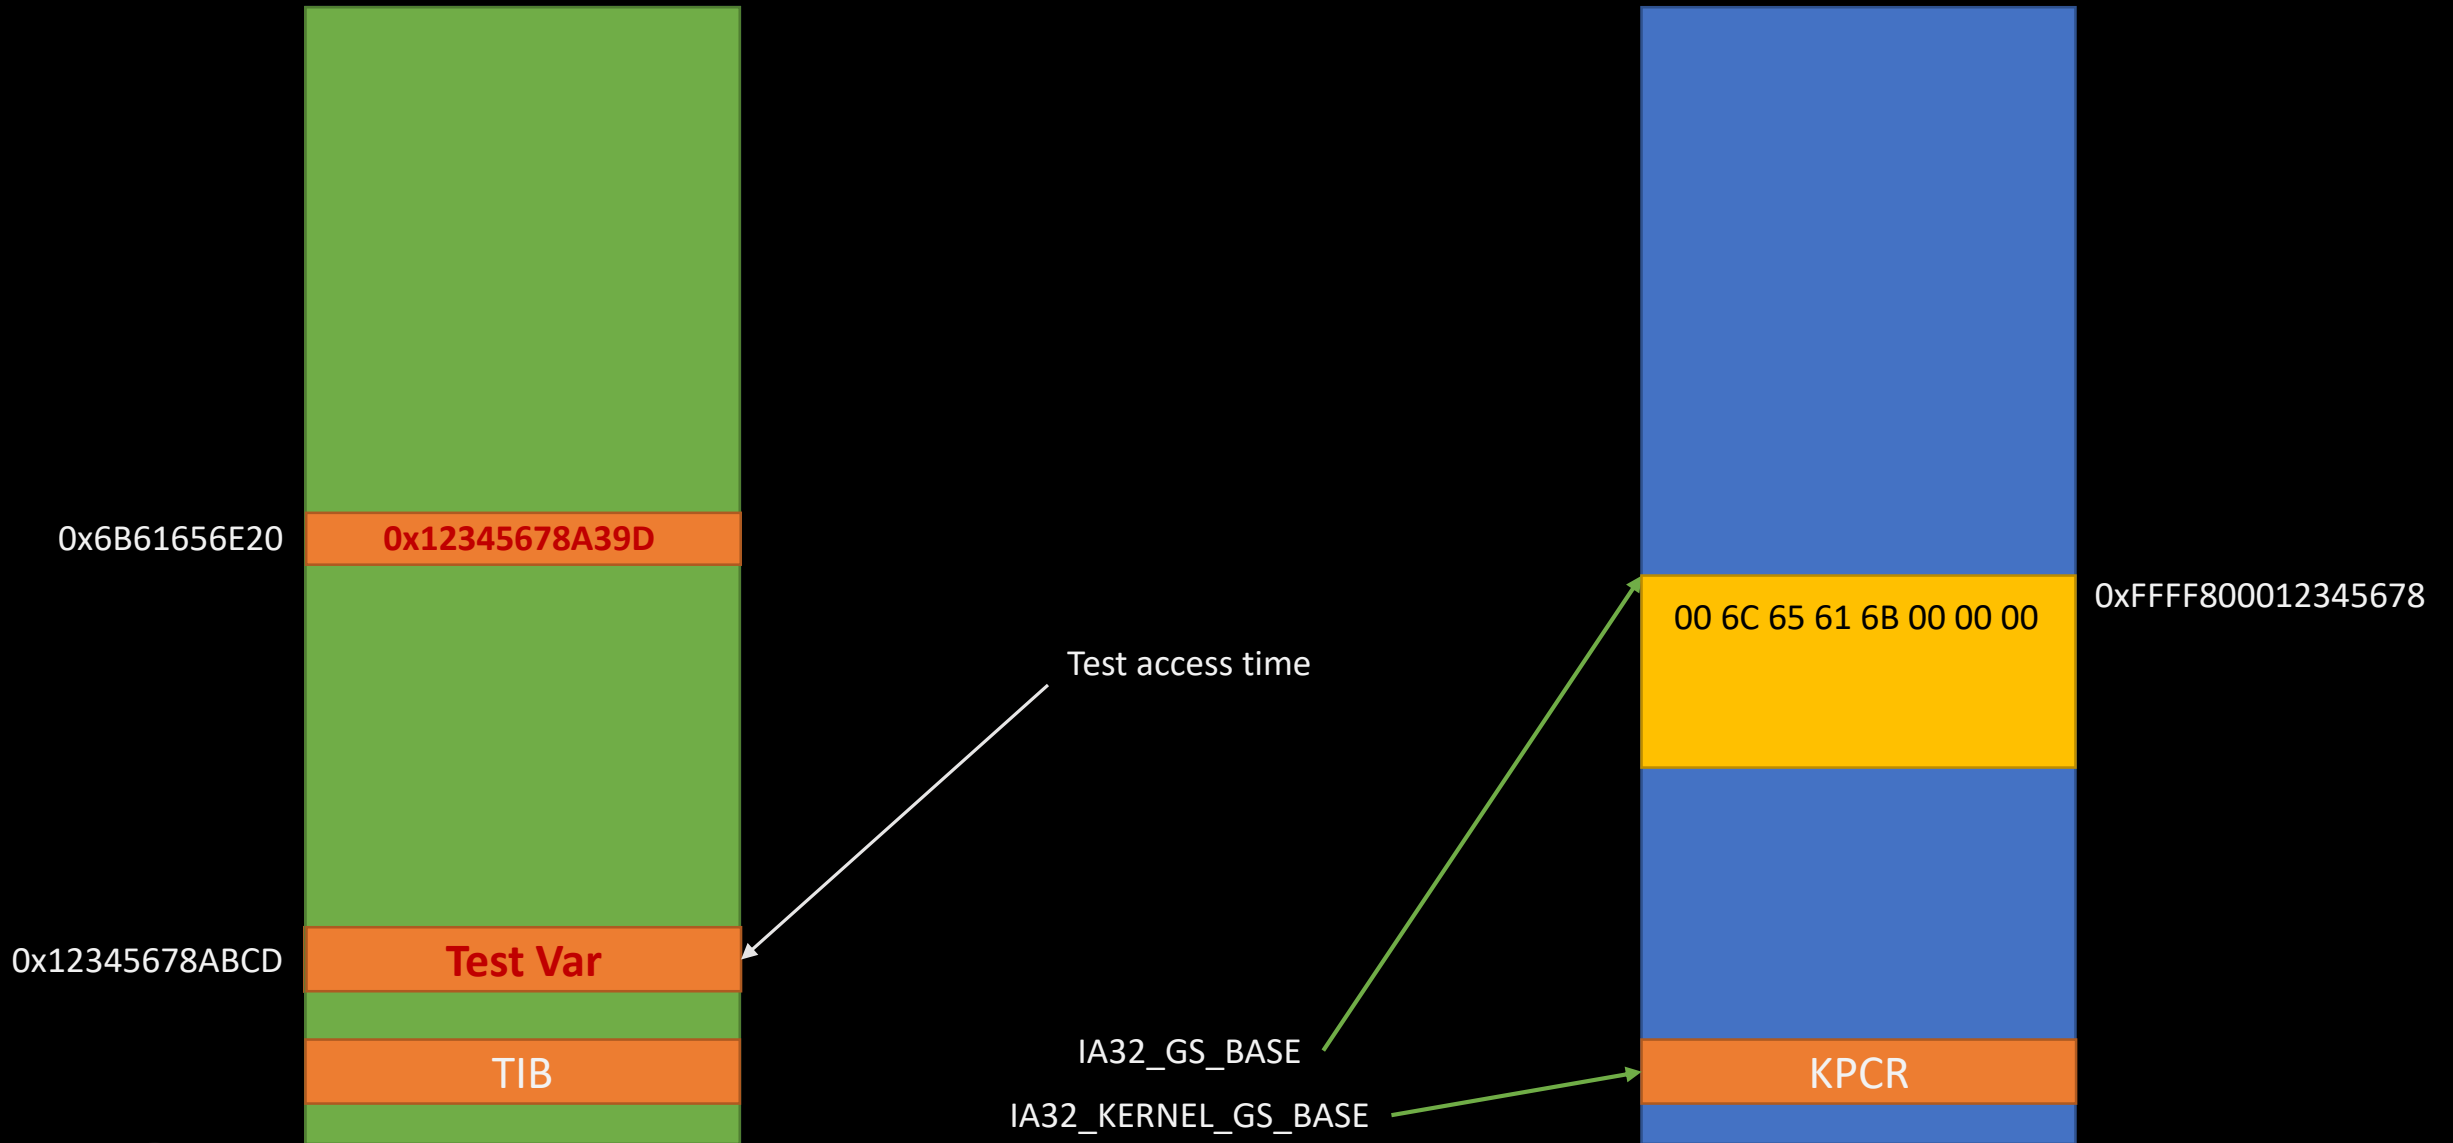 0x6B61656E20
0x12345678A39D
0xFFFF800012345678
00 6C 65 61 6B 00 00 00
Test access time
0x12345678ABCD
Test Var
IA32_GS_BASE
TIB
KPCR
IA32_KERNEL_GS_BASE